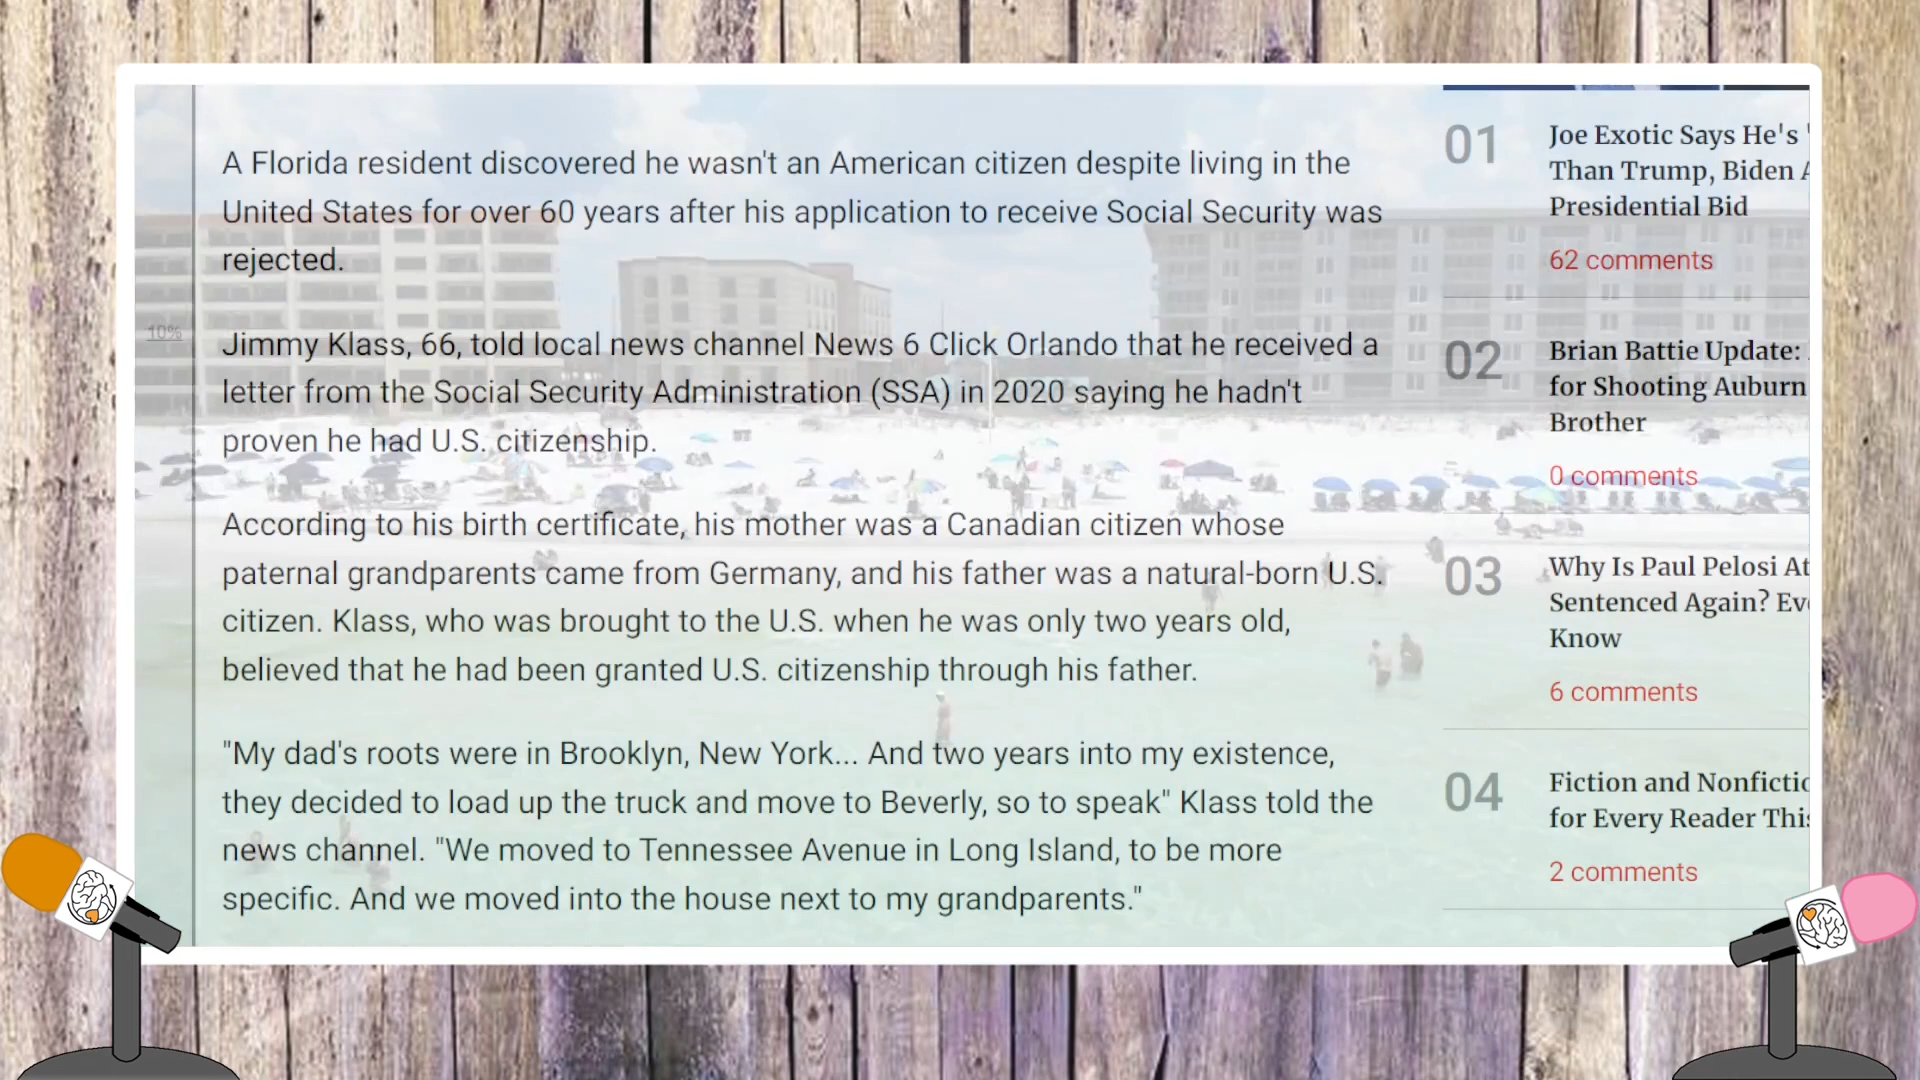 A Florida resident discovered he wasn't an American citizen despite living in the
United States for over 60 years after his application to receive Social Security was
rejected.
10%
Jimmy Klass, 66, told local news channel News 6 Click Orlando that he received a
letter from the Social Security Administration (SSA) in 2020 saying he hadn't
proven he had U.S. citizenship.
According to his birth certificate, his mother was a Canadian citizen whose
paternal grandparents came from Germany, and his father was a natural-born U.S.
citizen. Klass, who was brought to the U.S. when he was only two years old,
believed that he had been granted U.S. citizenship through his father.
"My dad's roots were in Brooklyn, New York... And two years into my existence,
they decided to load up the truck and move to Beverly, so to speak" Klass told the
news channel. "We moved to Tennessee Avenue in Long Island, to be more
specific. And we moved into the house next to my grandparents."
01
Joe Exotic Says He's
Than Trump, Biden
Presidential Bid
62 comments
02
Brian Battie Update:
for Shooting Auburn
Brother
0 comments
03
Why Is Paul Pelosi
Sentenced Again?
Know
6 comments
04
Fiction and
for Every Reader
2 comments